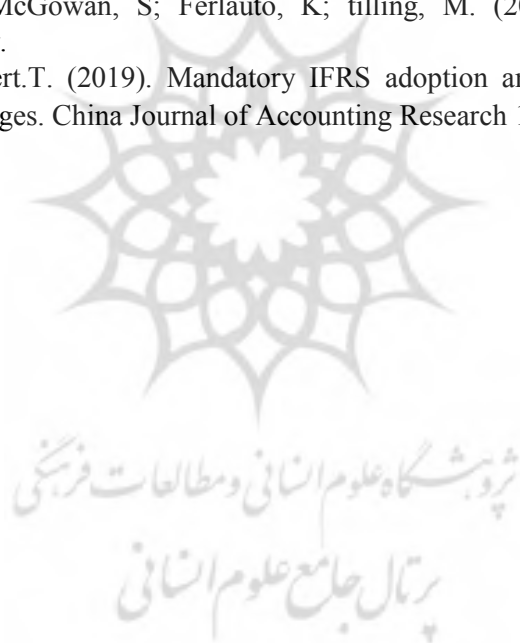 McGowan, S; Ferlauto, K; tilling, M. (20
ert.T. (2019). Mandatory IFRS adoption an
ges. China Journal of Accounting Research 1
پژوهشگاه علوم انسانی و مطالعات فرهنگی
پرتال جامع علوم انسانی